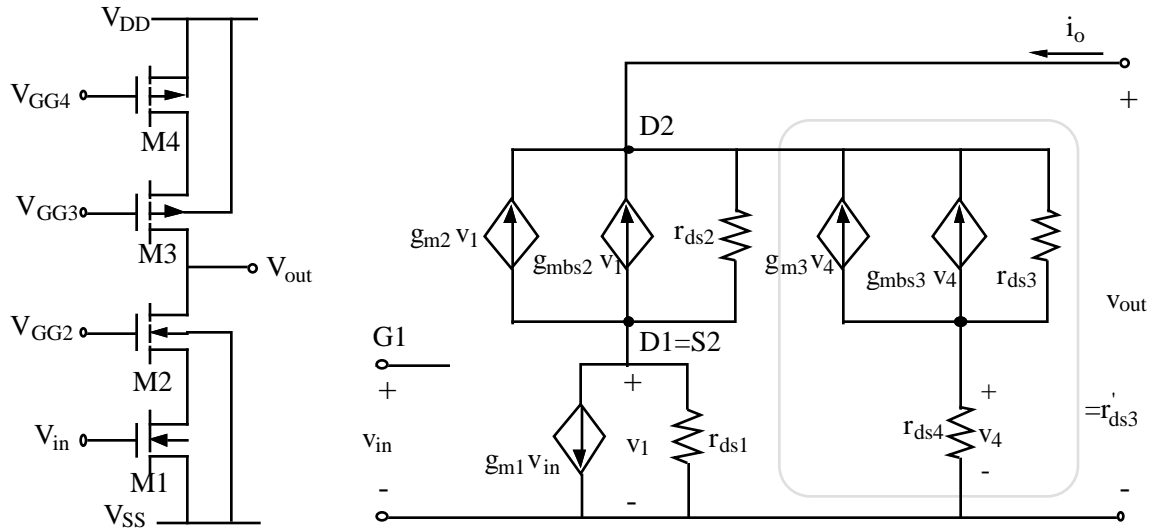 V_DD
V_GG4
M4
V_GG3
M3
V_out
V_GG2
M2
V_in
M1
V_SS
i_o
+
D2
g_m2 v_1
g_mbs2 v_1
r_ds2
g_m3 v_4
g_mbs3 v_4
r_ds3
v_out
G1
D1=S2
+
v_in
-
g_m1 v_in
+
v_1
-
r_ds1
r_ds4
+
v_4
-
=r'_ds3
-